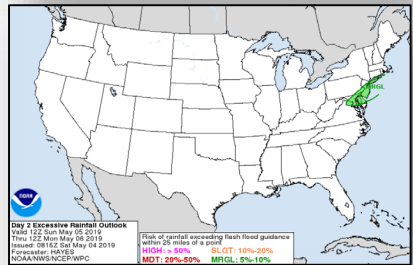 MRGL
NOAA
Day 2 Excessive Rainfall Outlook
Valid 12Z Sun May 05 2019
Thru 12Z Mon May 06 2019
Issued: 0815Z Sat May 04 2019
Forecaster: HAYES
NOAA/NWS/NCEP/WPC
Risk of rainfall exceeding flash flood guidance
within 25 miles of a point
HIGH: > 50% SLGT: 10%-20%
MDT: 20%-50% MRGL: 5%-10%